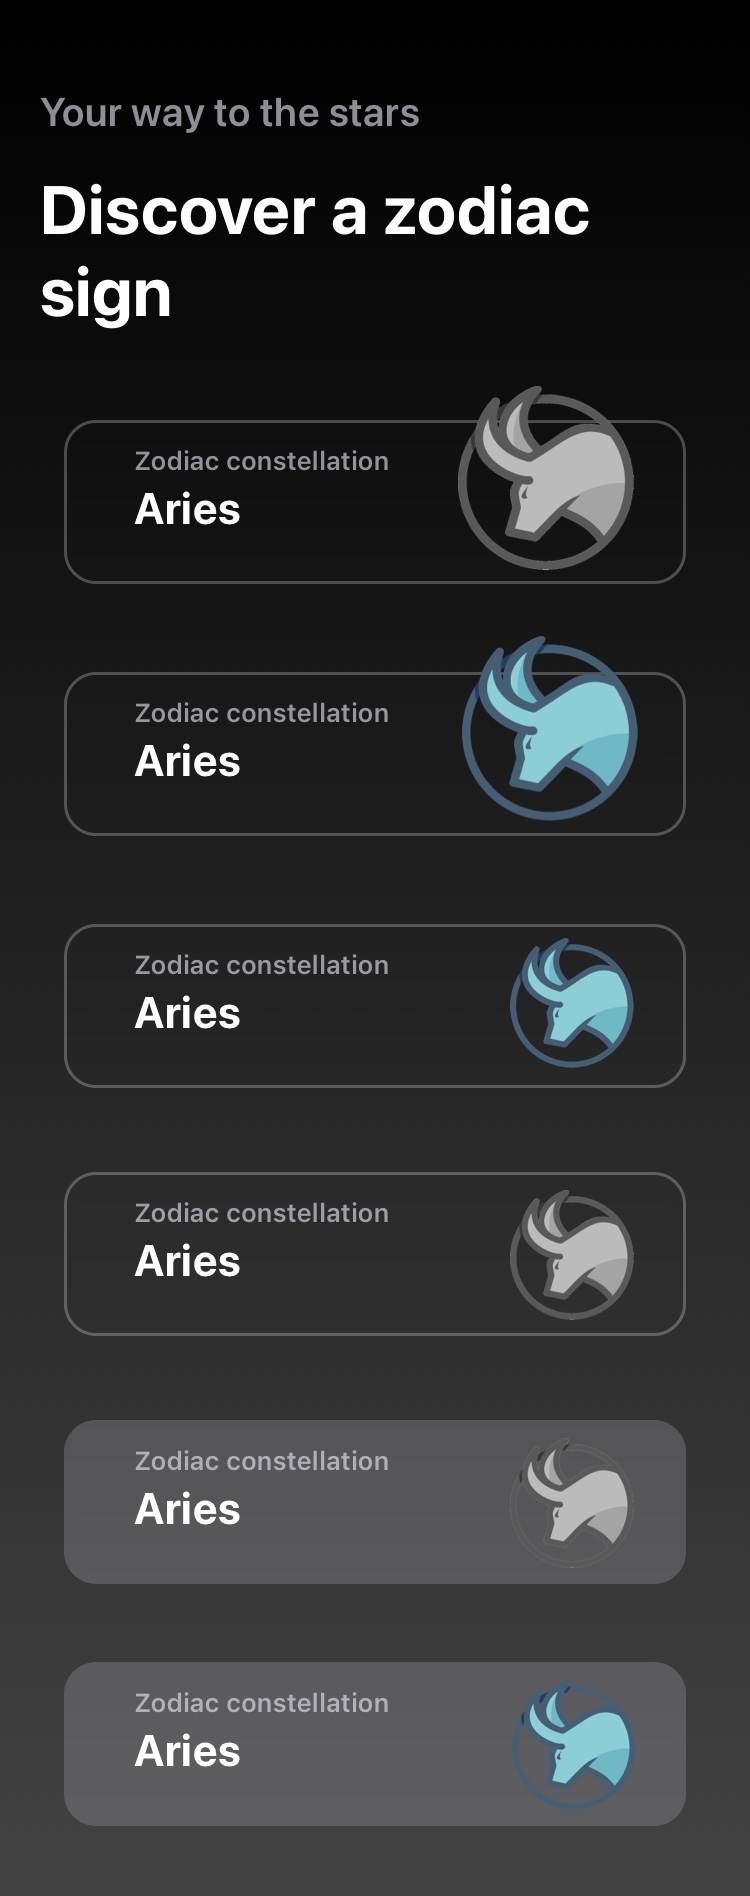 Your way to the stars
Discover a zodiac
sign
Zodiac constellation
Aries
Zodiac constellation
Aries
Zodiac constellation
Aries
Zodiac constellation
Aries
Zodiac constellation
Aries
Zodiac constellation
Aries